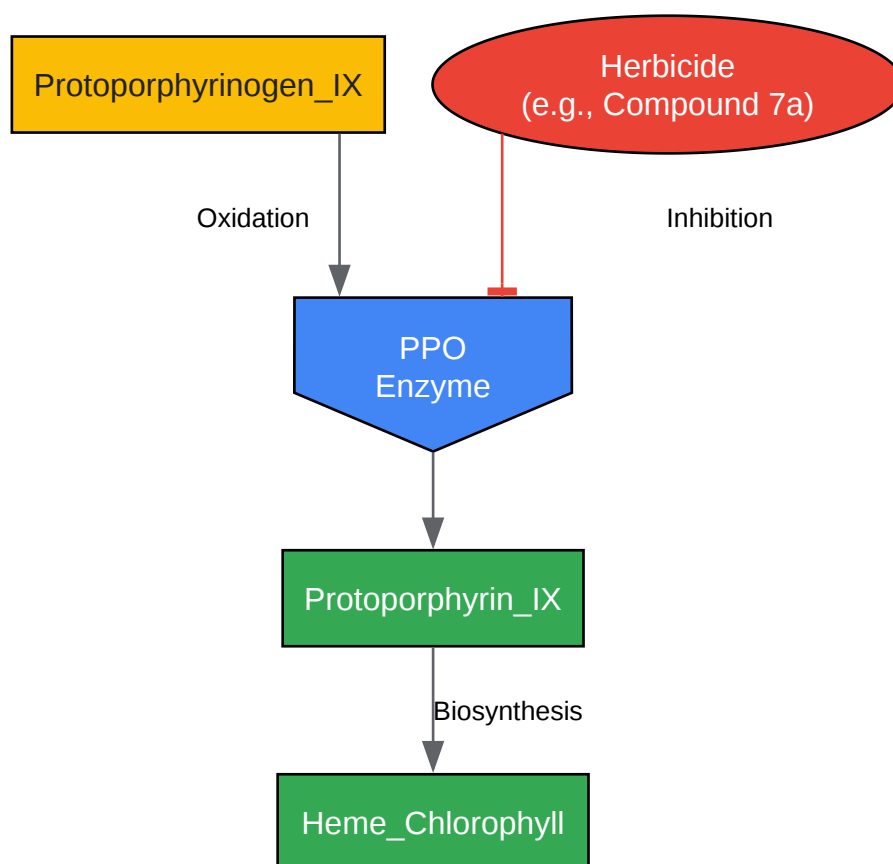 Protoporphyrinogen_IX
Herbicide
(e.g., Compound 7a)
Oxidation
Inhibition
PPO
Enzyme
Protoporphyrin_IX
Biosynthesis
Heme_Chlorophyll